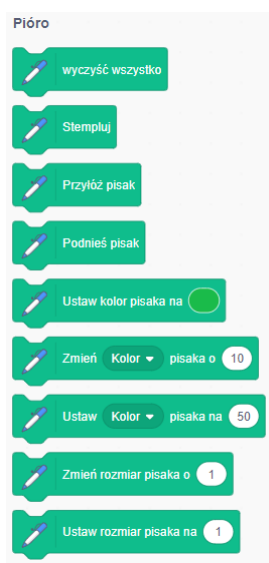 Pióro
wyczyść wszystko
Stempluj
Przyłóż pisak
Podnieś pisak
Ustaw kolor pisaka na
Zmień Kolor pisaka o 10
Ustaw Kolor pisaka na 50
Zmień rozmiar pisaka o 1
Ustaw rozmiar pisaka na 1